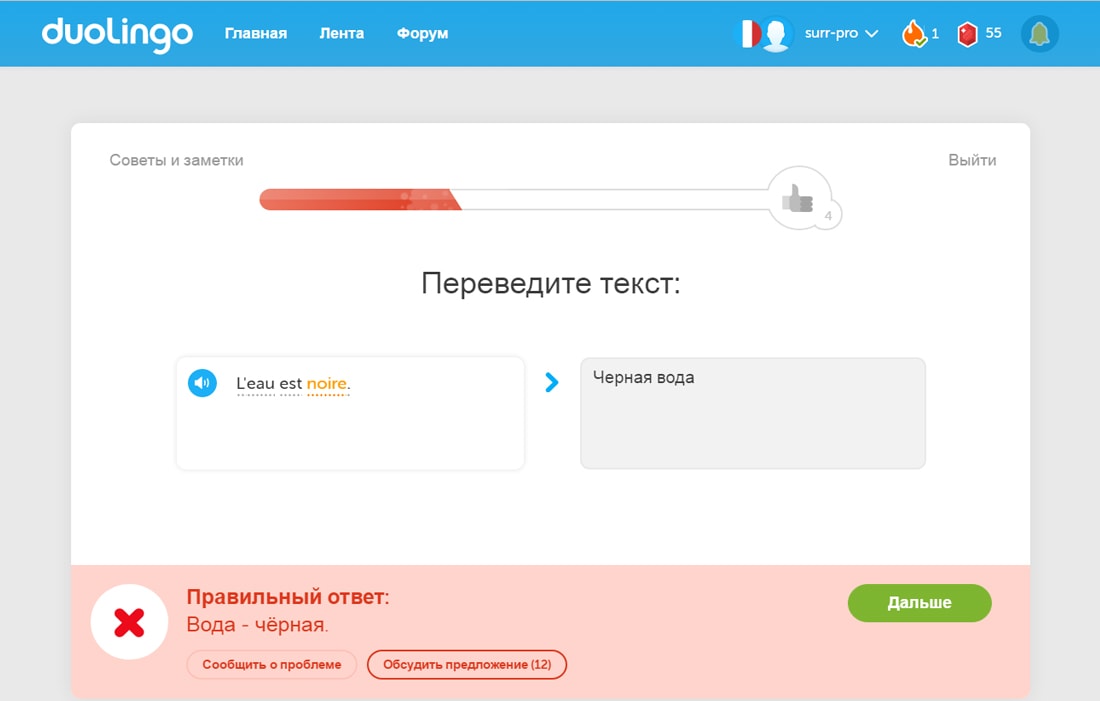 duolingo Главная Лента Форум surr-pro 1 55
Советы и заметки Выйти
4
Переведите текст:
L'eau est noire. Черная вода
Правильный ответ: Дальше
Вода - чёрная.
Сообщить о проблеме Обсудить предложение (12)